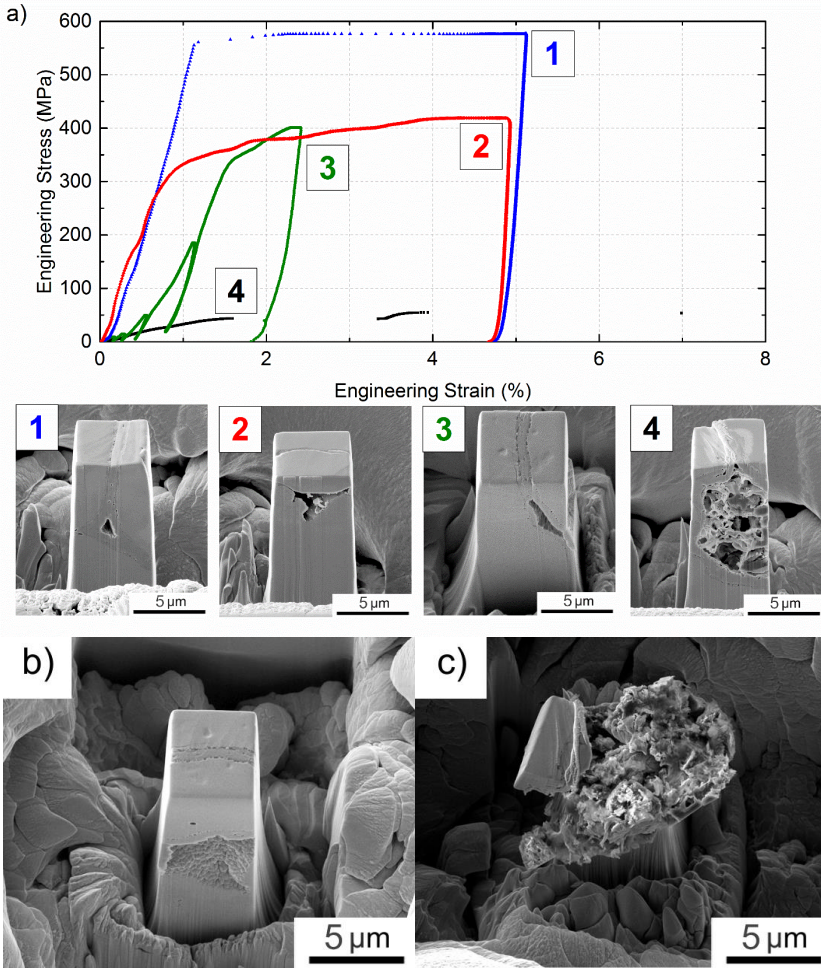 a)
600
500
400
300
200
100
0
Engineering Stress (MPa)
1
2
3
4
0 2 4 6 8
Engineering Strain (%)
1 2 3 4
5 µm 5 µm 5 µm 5 µm
b) c)
5 µm 5 µm